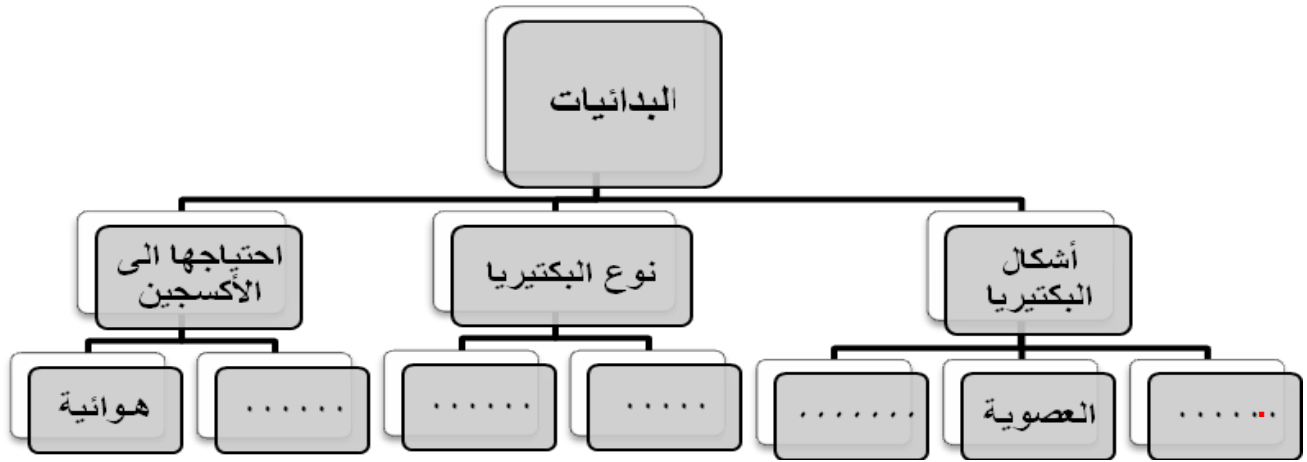 البدائيات
أشكال
البكتيريا
نوع البكتيريا
احتياجها الى
الأكسجين
.......
العصوية
......
.....
......
......
هوائية